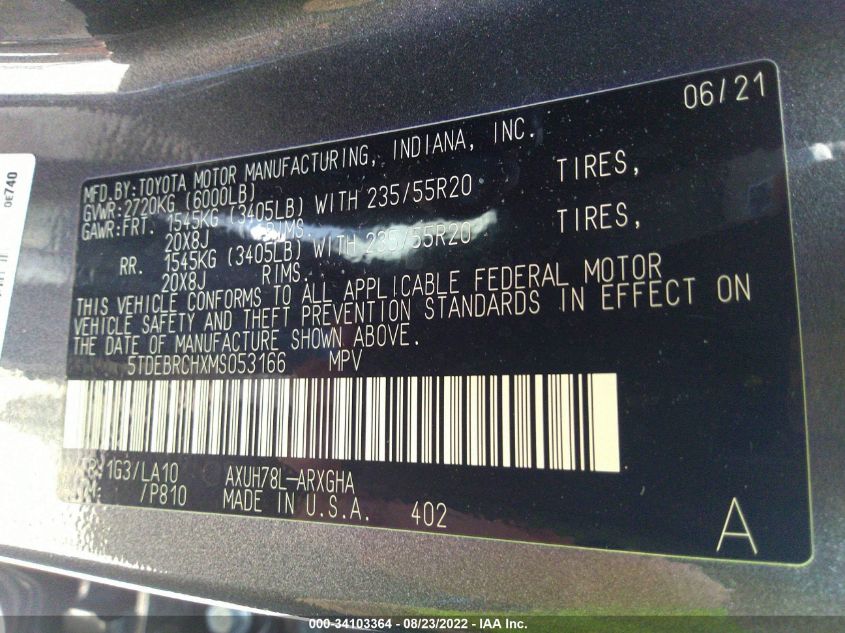 06/21
MFD.BY:TOYOTA MOTOR MANUFACTURING, INDIANA, INC.
GVWR:2720KG (6000LB)
GAWR:FRT. 1545KG (3405LB) WITH 235/55R20 TIRES,
20X8J RIMS.
RR. 1545KG (3405LB) WITH 235/55R20 TIRES,
20X8J RIMS.
THIS VEHICLE CONFORMS TO ALL APPLICABLE FEDERAL MOTOR
VEHICLE SAFETY AND THEFT PREVENTION STANDARDS IN EFFECT ON
THE DATE OF MANUFACTURE SHOWN ABOVE.
5TDEBRCHXMS053166 MPV
1G3/LA10 AXUH78L-ARXGHA
/P810 MADE IN U.S.A. 402
A
0E740
000-34103364 - 08/23/2022 - IAA Inc.